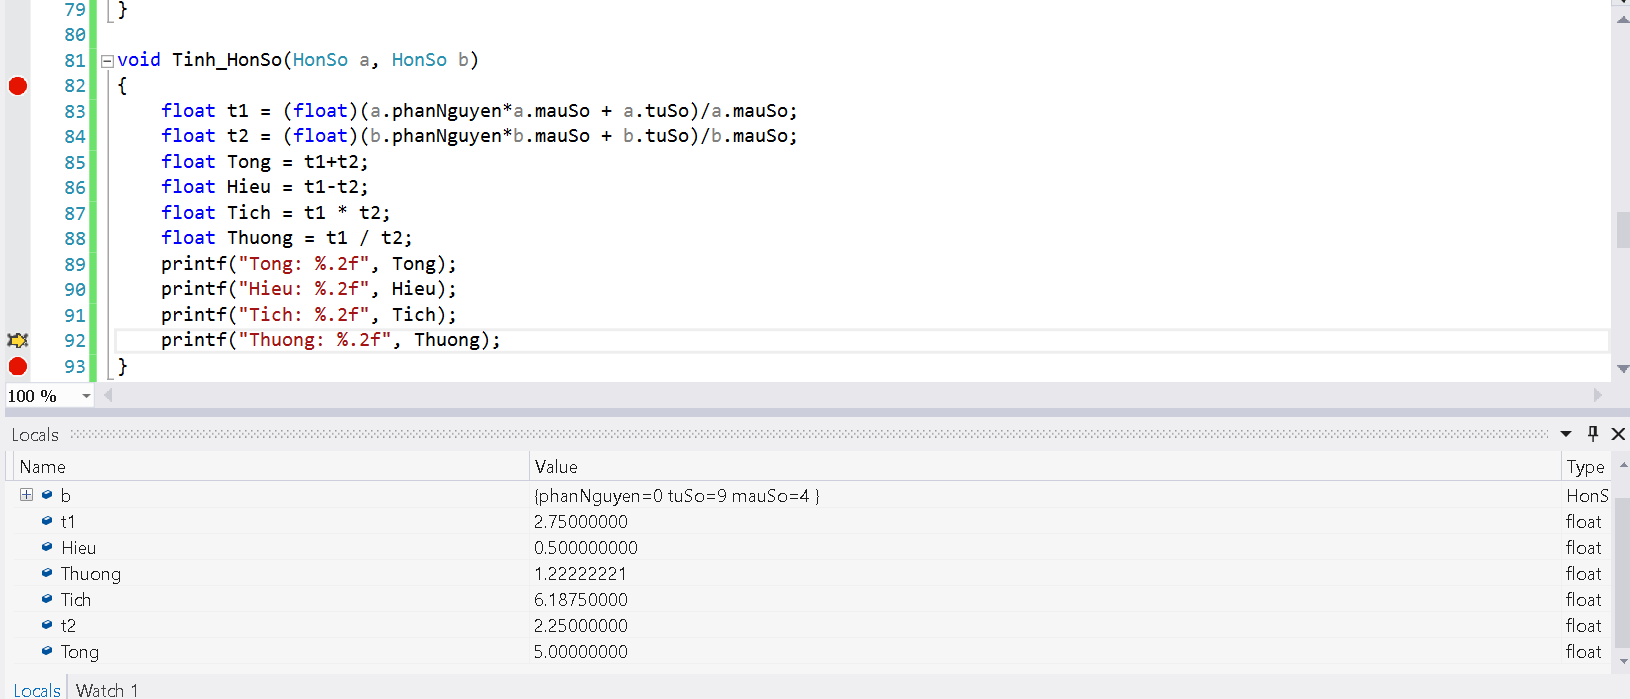 79 }
80
81 void Tinh_HonSo(HonSo a, HonSo b)
82 {
83 float t1 = (float)(a.phanNguyen*a.mauSo + a.tuSo)/a.mauSo;
84 float t2 = (float)(b.phanNguyen*b.mauSo + b.tuSo)/b.mauSo;
85 float Tong = t1+t2;
86 float Hieu = t1-t2;
87 float Tich = t1 * t2;
88 float Thuong = t1 / t2;
89 printf("Tong: %.2f", Tong);
90 printf("Hieu: %.2f", Hieu);
91 printf("Tich: %.2f", Tich);
92 printf("Thuong: %.2f", Thuong);
93 }
100 %
Locals
Name Value Type
b {phanNguyen=0 tuSo=9 mauSo=4 } HonS
t1 2.75000000 float
Hieu 0.500000000 float
Thuong 1.22222221 float
Tich 6.18750000 float
t2 2.25000000 float
Tong 5.00000000 float
Locals Watch 1